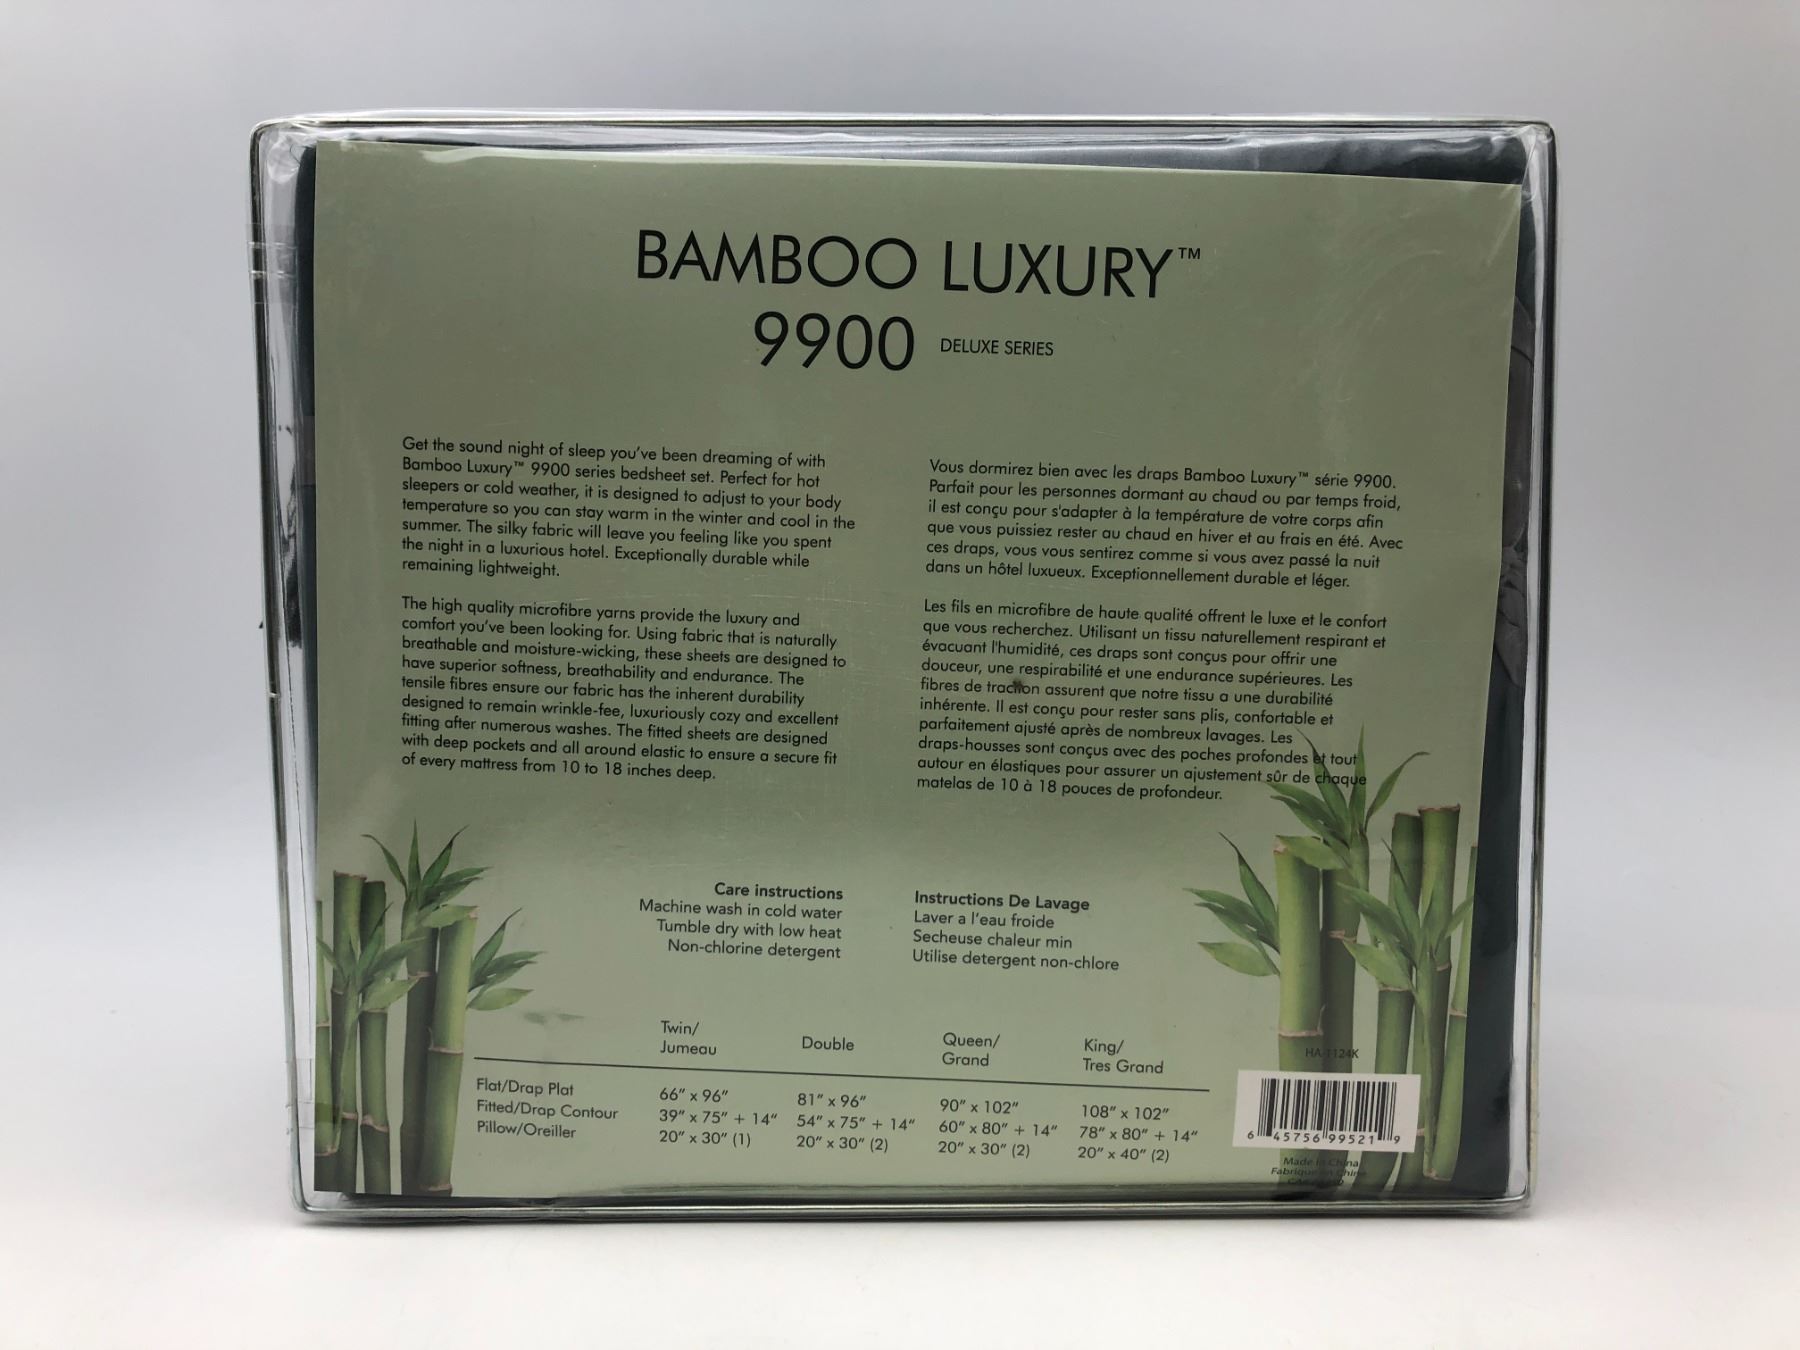 BAMBOO LUXURY™
9900 DELUXE SERIES
Get the sound night of sleep you've been dreaming of with
Bamboo Luxury™ 9900 series bedsheet set. Perfect for hot
sleepers or cold weather, it is designed to adjust to your body
temperature so you can stay warm in the winter and cool in the
summer. The silky fabric will leave you feeling like you spent
the night in a luxurious hotel. Exceptionally durable while
remaining lightweight.
The high quality microfibre yarns provide the luxury and
comfort you've been looking for. Using fabric that is naturally
breathable and moisture-wicking, these sheets are designed to
have superior softness, breathability and endurance. The
tensile fibres ensure our fabric has the inherent durability
designed to remain wrinkle-fee, luxuriously cozy and excellent
fitting after numerous washes. The fitted sheets are designed
with deep pockets and all around elastic to ensure a secure fit
of every mattress from 10 to 18 inches deep.
Vous dormirez bien avec les draps Bamboo Luxury™ série 9900.
Parfait pour les personnes dormant au chaud ou par temps froid,
il est conçu pour s'adapter à la température de votre corps afin
que vous puissiez rester au chaud en hiver et au frais en été. Avec
ces draps, vous vous sentirez comme si vous avez passé la nuit
dans un hôtel luxueux. Exceptionnellement durable et léger.
Les fils en microfibre de haute qualité offrent le luxe et le confort
que vous recherchez. Utilisant un tissu naturellement respirant et
évacuant l'humidité, ces draps sont conçus pour offrir une
douceur, une respirabilité et une endurance supérieures. Les
fibres de traction assurent que notre tissu a une durabilité
inhérente. Il est conçu pour rester sans plis, confortable et
parfaitement ajusté après de nombreux lavages. Les
draps-housses sont conçus avec des poches profondes et tout
autour en élastiques pour assurer un ajustement sûr de chaque
matelas de 10 à 18 pouces de profondeur.
Care instructions
Machine wash in cold water
Tumble dry with low heat
Non-chlorine detergent
Instructions De Lavage
Laver a l'eau froide
Secheuse chaleur min
Utilise detergent non-chlore
Twin/ Queen/ King/
Jumeau Double Grand Tres Grand
Flat/Drap Plat 66" x 96" 81" x 96" 90" x 102" 108" x 102"
Fitted/Drap Contour 39" x 75" + 14" 54" x 75" + 14" 60" x 80" + 14" 78" x 80" + 14"
Pillow/Oreiller 20" x 30" (1) 20" x 30" (2) 20" x 30" (2) 20" x 40" (2)
HA-1124K
6 45756 99521 9
Made in China
Fabrique en Chine